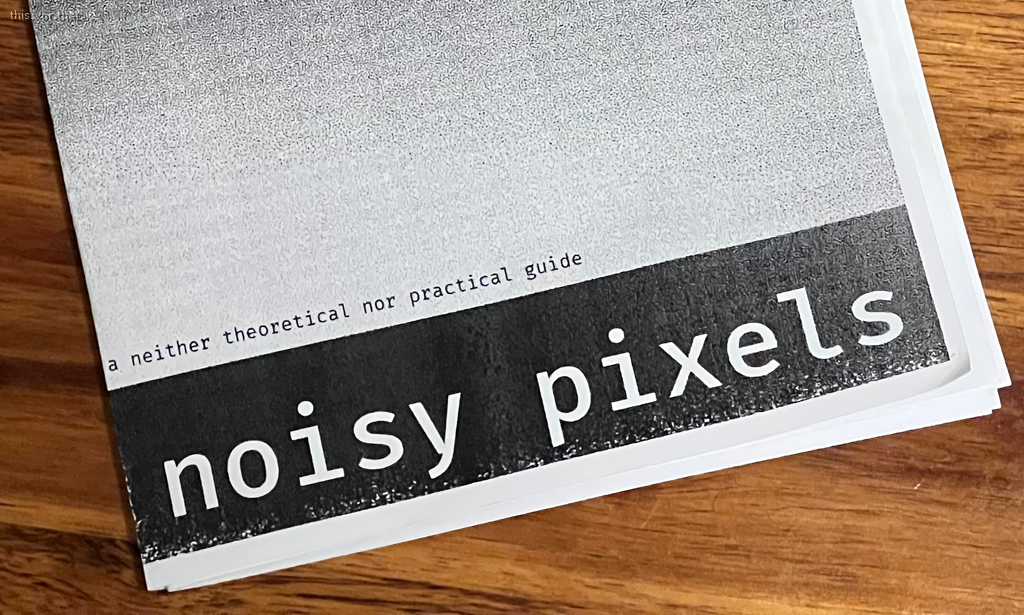 a neither theoretical nor practical guide
noisy pixels